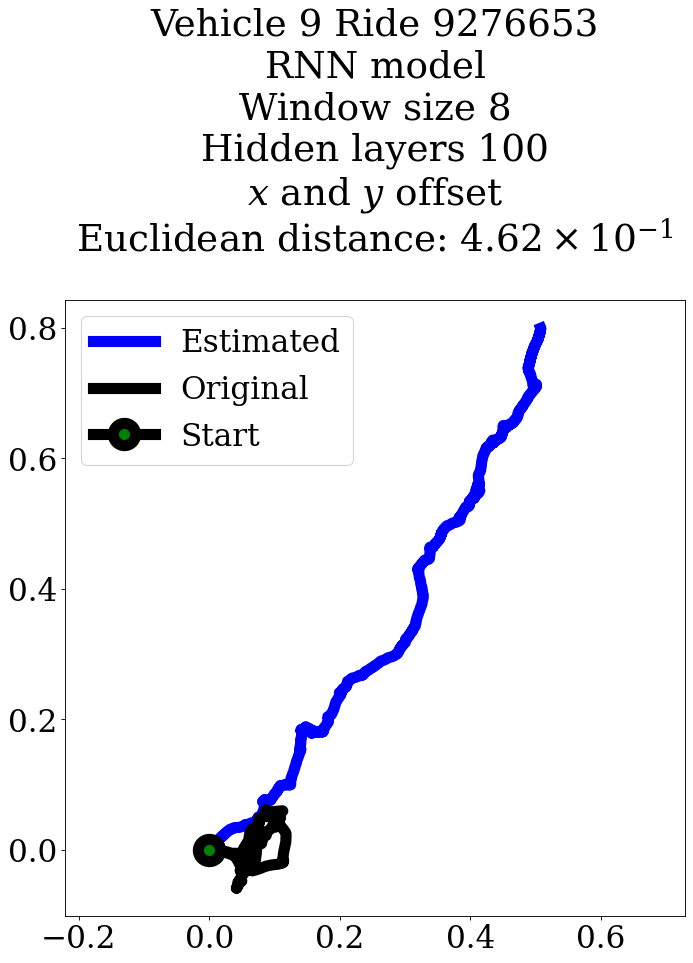 Vehicle 9 Ride 9276653
RNN model
Window size 8
Hidden layers 100
x and y offset
Euclidean distance: 4.62 × 10⁻¹
Estimated
Original
Start
0.8
0.6
0.4
0.2
0.0
−0.2 0.0 0.2 0.4 0.6